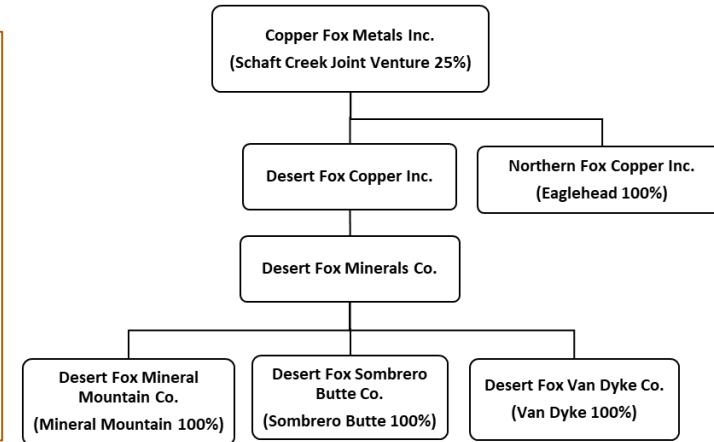 Copper Fox Metals Inc.
(Schaft Creek Joint Venture 25%)
Desert Fox Copper Inc.
Northern Fox Copper Inc.
(Eaglehead 100%)
Desert Fox Minerals Co.
Desert Fox Mineral
Mountain Co.
(Mineral Mountain 100%)
Desert Fox Sombrero
Butte Co.
(Sombrero Butte 100%)
Desert Fox Van Dyke Co.
(Van Dyke 100%)